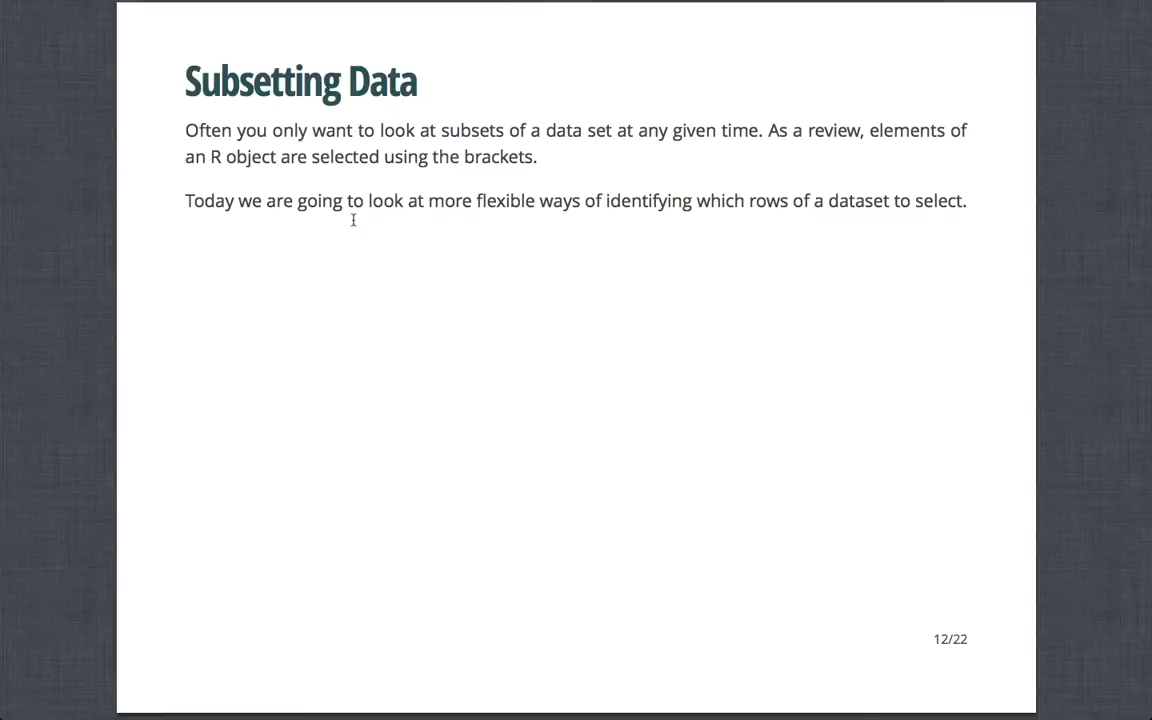 Subsetting Data
Often you only want to look at subsets of a data set at any given time. As a review, elements of
an R object are selected using the brackets.
Today we are going to look at more flexible ways of identifying which rows of a dataset to select.
12/22